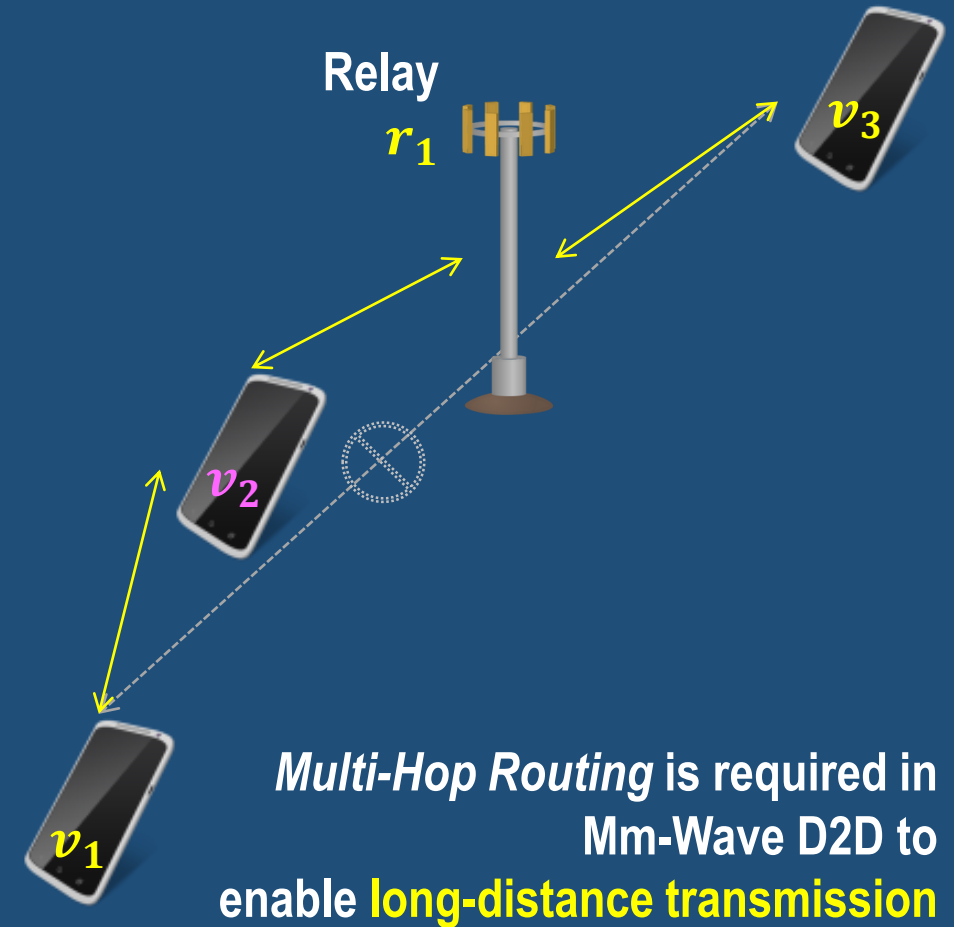 Relay
r₁
v₃
v₂
v₁
Multi-Hop Routing is required in
Mm-Wave D2D to
enable long-distance transmission